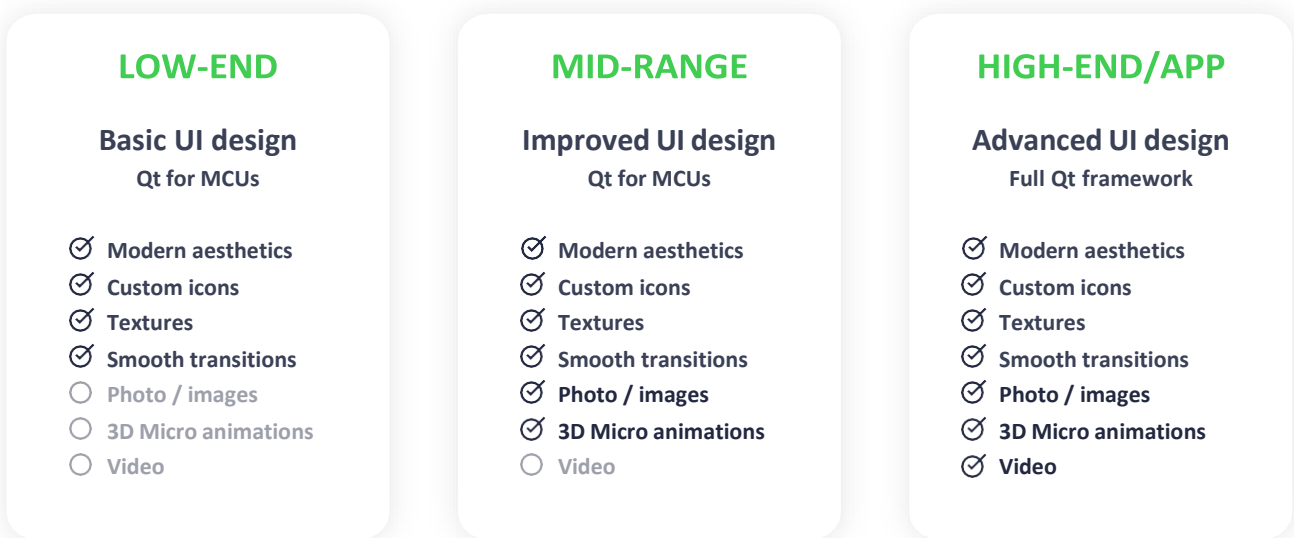 LOW-END
Basic UI design
Qt for MCUs
Modern aesthetics
Custom icons
Textures
Smooth transitions
Photo / images
3D Micro animations
Video
MID-RANGE
Improved UI design
Qt for MCUs
Modern aesthetics
Custom icons
Textures
Smooth transitions
Photo / images
3D Micro animations
Video
HIGH-END/APP
Advanced UI design
Full Qt framework
Modern aesthetics
Custom icons
Textures
Smooth transitions
Photo / images
3D Micro animations
Video